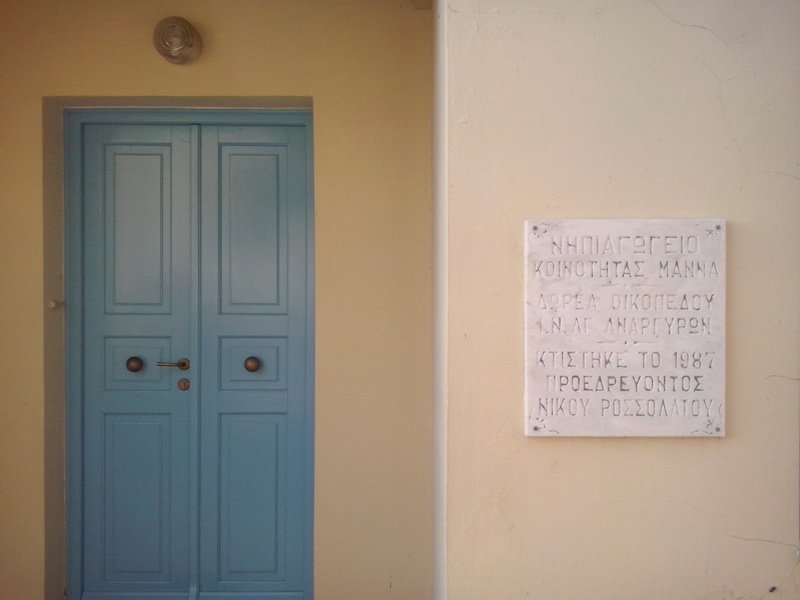 ΝΗΠΙΑΓΩΓΕΙΟ
ΚΟΙΝΟΤΗΤΑΣ ΜΑΝΝΑ
ΔΩΡΕΑ ΟΙΚΟΠΕΔΟΥ
Ι.Ν. ΑΓ. ΑΝΑΡΓΥΡΩΝ
ΚΤΙΣΤΗΚΕ ΤΟ 1987
ΠΡΟΕΔΡΕΥΟΝΤΟΣ
ΝΙΚΟΥ ΡΟΣΣΟΛΑΤΟΥ